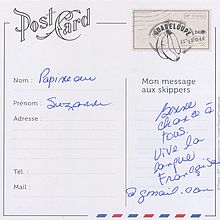 Post Card
GUADELOUPE
Nom : Papineau
Prénom : Suzanne
Adresse :
Tél. :
Mail :
Mon message
aux skippers
Bonne
chance à
tous.
Vive la
langue
Française
@gmail.com